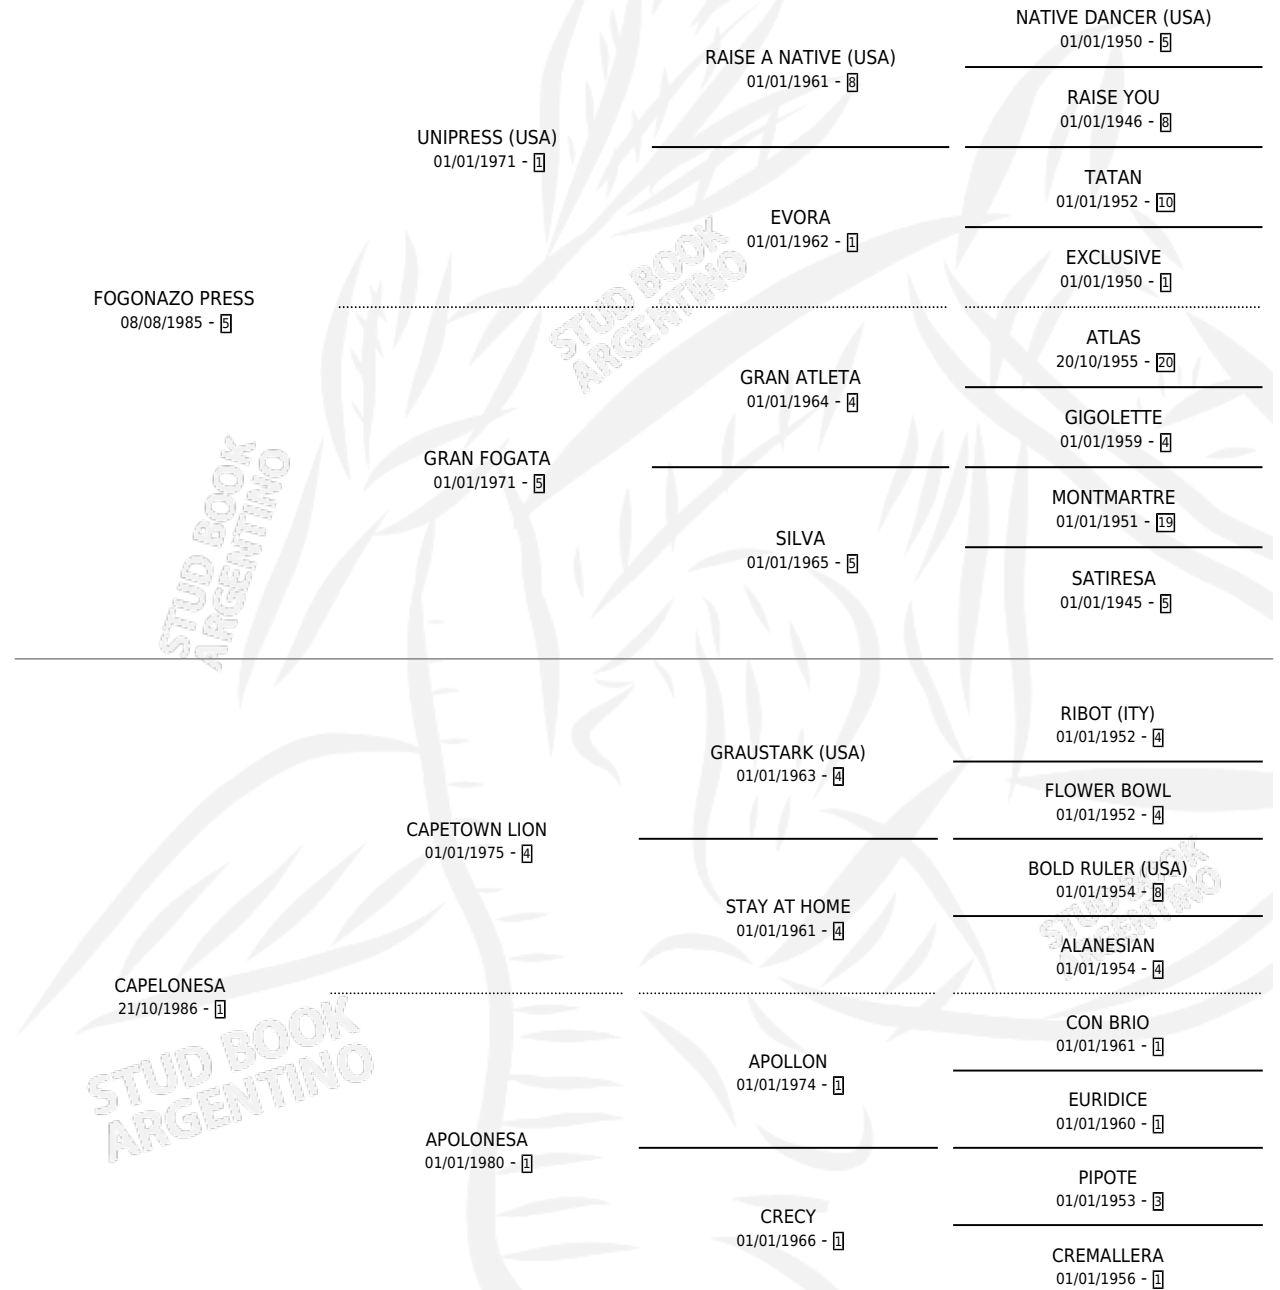 NATIVE DANCER (USA)
01/01/1950 - 5
RAISE A NATIVE (USA)
01/01/1961 - 8
RAISE YOU
01/01/1946 - 8
UNIPRESS (USA)
01/01/1971 - 1
TATAN
01/01/1952 - 10
EVORA
01/01/1962 - 1
EXCLUSIVE
01/01/1950 - 1
FOGONAZO PRESS
08/08/1985 - 5
STUD BOOK
ARGENTINO
ATLAS
20/10/1955 - 20
GRAN ATLETA
01/01/1964 - 4
GIGOLETTE
01/01/1959 - 4
GRAN FOGATA
01/01/1971 - 5
MONTMARTRE
01/01/1951 - 19
SILVA
01/01/1965 - 5
SATIRESA
01/01/1945 - 5
STUD BOOK
ARGENTINO
RIBOT (ITY)
01/01/1952 - 4
GRAUSTARK (USA)
01/01/1963 - 4
FLOWER BOWL
01/01/1952 - 4
CAPETOWN LION
01/01/1975 - 4
BOLD RULER (USA)
01/01/1954 - 8
STAY AT HOME
01/01/1961 - 4
ALANESIAN
01/01/1954 - 4
STUD BOOK
ARGENTINO
CAPELONESA
21/10/1986 - 1
CON BRIO
01/01/1961 - 1
APOLLON
01/01/1974 - 1
EURIDICE
01/01/1960 - 1
STUD BOOK
ARGENTINO
APOLONESA
01/01/1980 - 1
PIPOTE
01/01/1953 - 3
CRECY
01/01/1966 - 1
CREMALLERA
01/01/1956 - 1